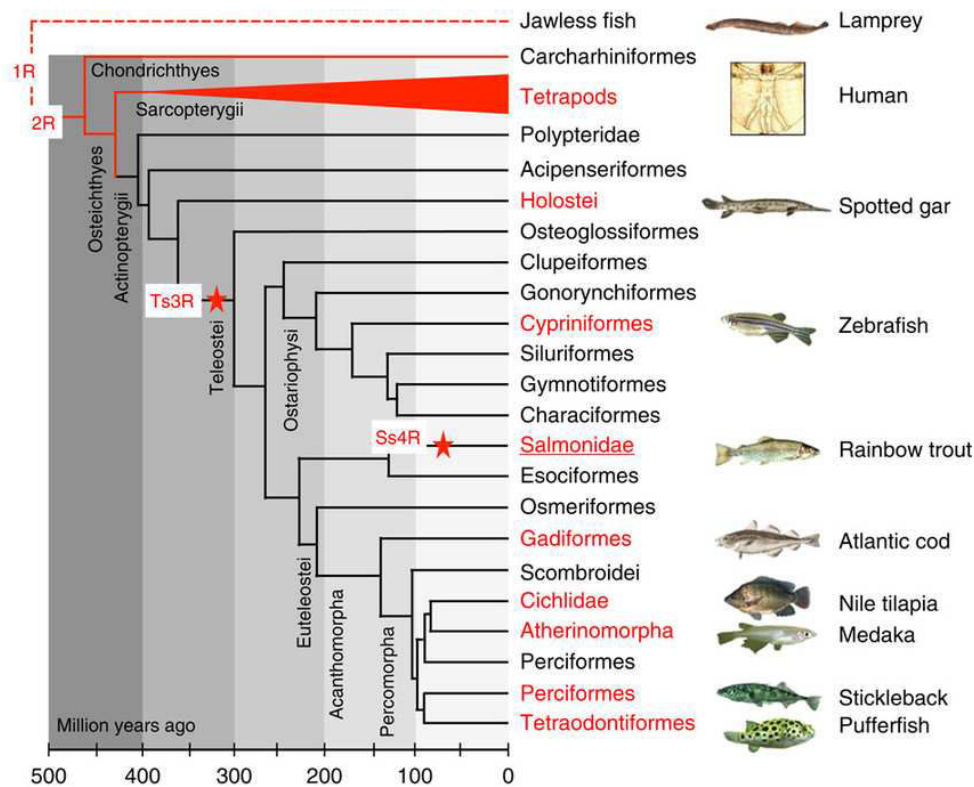 Jawless fish Lamprey
1R
Carcharhiniformes
Chondrichthyes
Tetrapods Human
Sarcopterygii
2R
Polypteridae
Osteichthyes
Actinopterygii
Acipenseriformes
Holostei Spotted gar
Osteoglossiformes
Clupeiformes
Ts3R
Teleostei
Gonorynchiformes
Ostariophysi
Cypriniformes Zebrafish
Siluriformes
Gymnotiformes
Characiformes
Ss4R
Salmonidae Rainbow trout
Esociformes
Osmeriformes
Euteleostei
Gadiformes Atlantic cod
Acanthomorpha
Scombroidei
Percomorpha
Cichlidae Nile tilapia
Atherinomorpha Medaka
Perciformes
Perciformes Stickleback
Tetraodontiformes Pufferfish
Million years ago
500 400 300 200 100 0